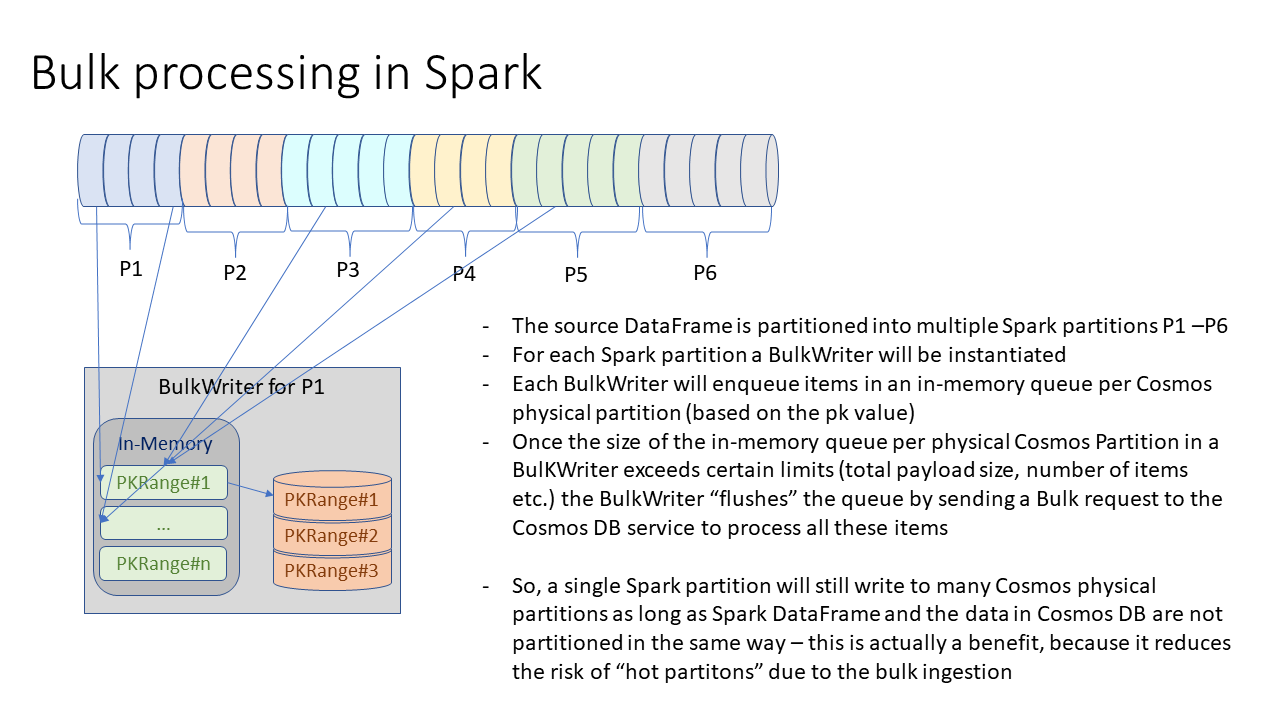 Bulk processing in Spark
P1
P2
P3
P4
P5
P6
- The source DataFrame is partitioned into multiple Spark partitions P1 –P6
- For each Spark partition a BulkWriter will be instantiated
- Each BulkWriter will enqueue items in an in-memory queue per Cosmos
physical partition (based on the pk value)
- Once the size of the in-memory queue per physical Cosmos Partition in a
BulKWriter exceeds certain limits (total payload size, number of items
etc.) the BulkWriter “flushes” the queue by sending a Bulk request to the
Cosmos DB service to process all these items
- So, a single Spark partition will still write to many Cosmos physical
partitions as long as Spark DataFrame and the data in Cosmos DB are not
partitioned in the same way – this is actually a benefit, because it reduces
the risk of “hot partitons” due to the bulk ingestion
BulkWriter for P1
In-Memory
PKRange#1
...
PKRange#n
PKRange#1
PKRange#2
PKRange#3